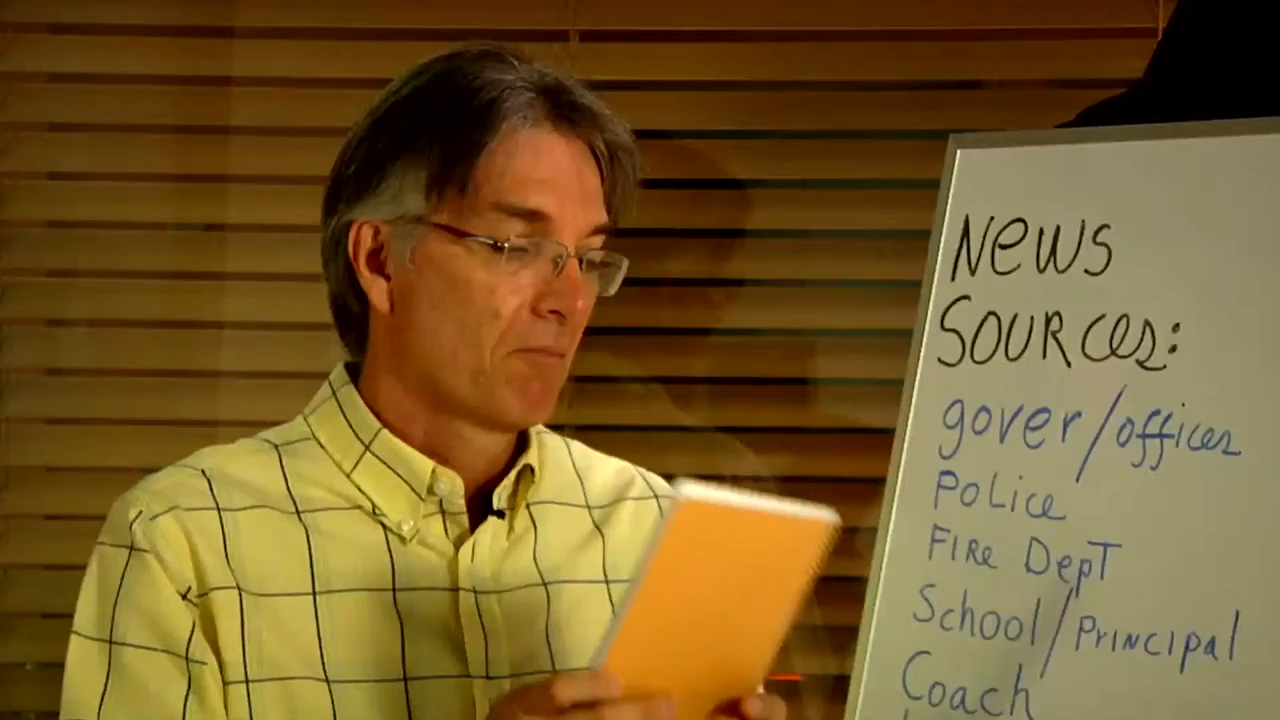 News
Sources:
gover/offices
Police
Fire Dept
School/Principal
Coach